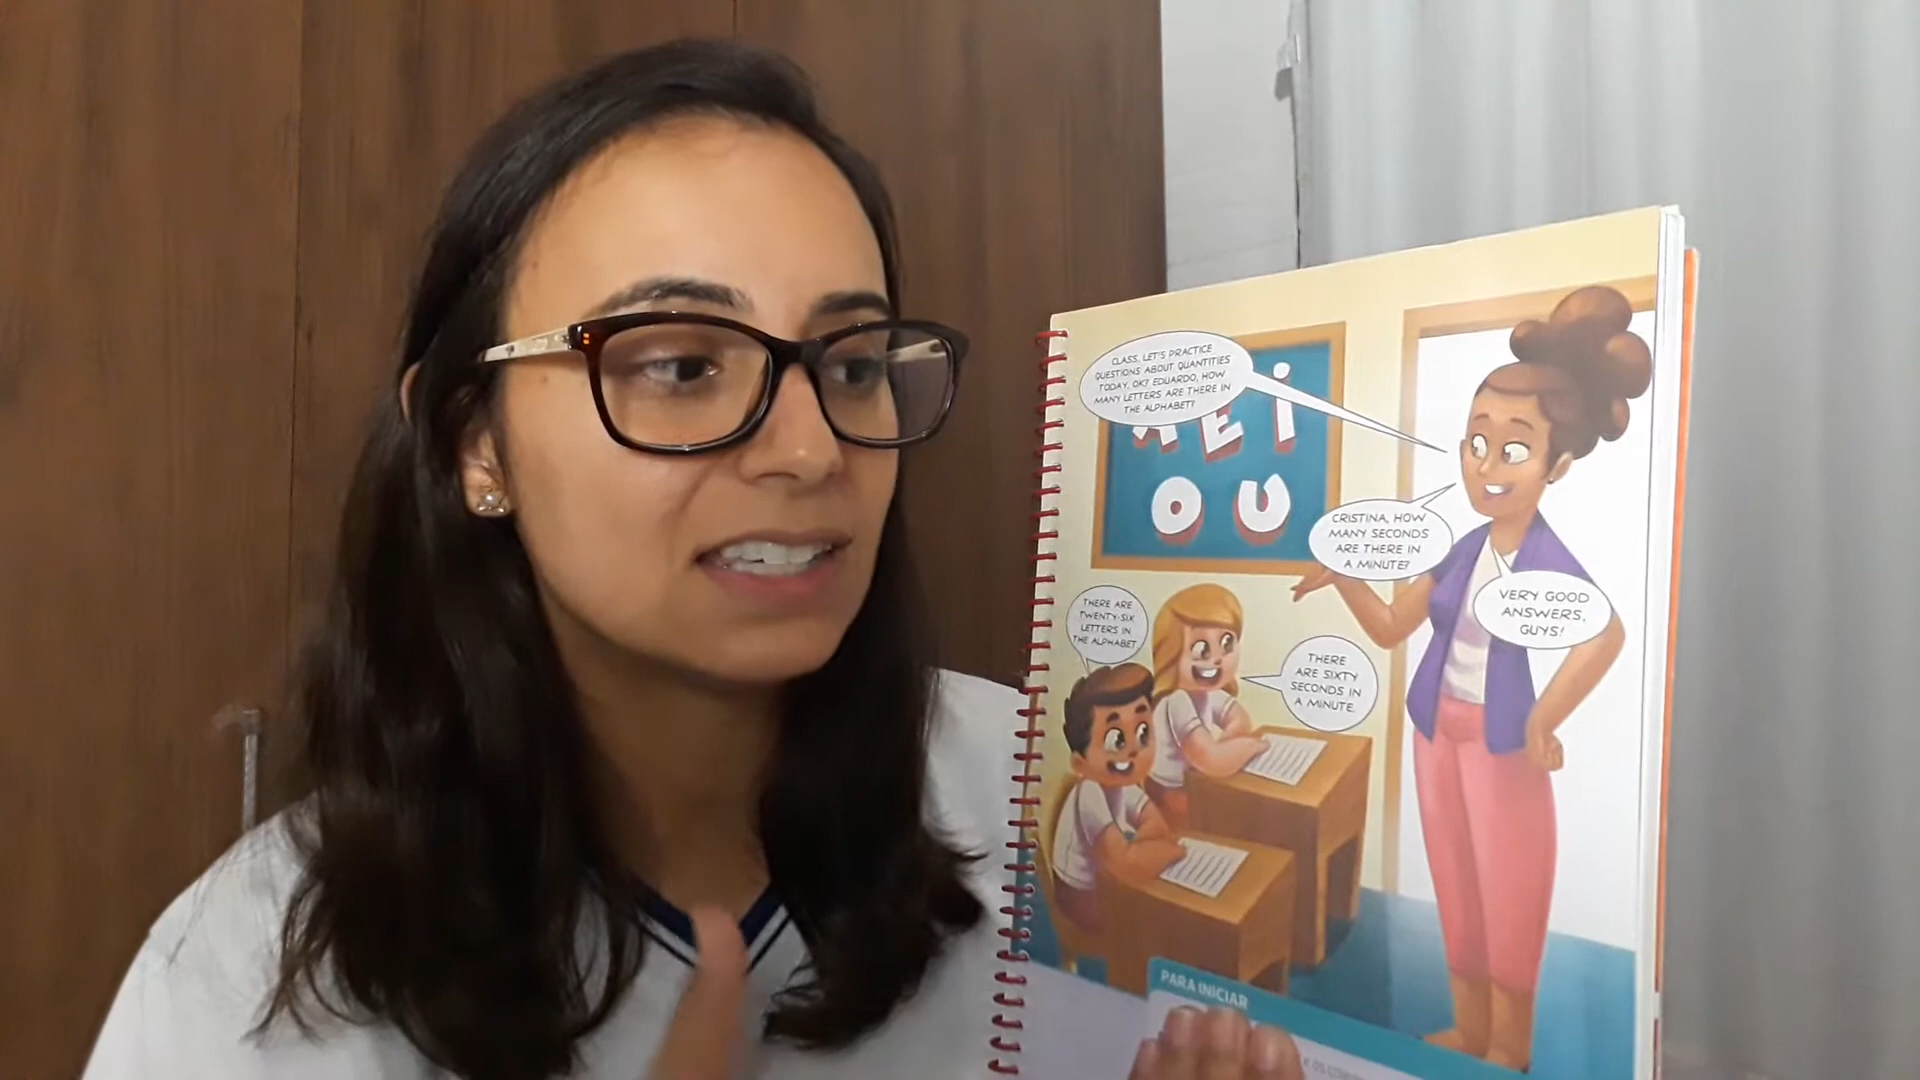 CLASS, LET'S PRACTICE
QUESTIONS ABOUT QUANTITIES
TODAY, OK? EDUARDO, HOW
MANY LETTERS ARE THERE IN
THE ALPHABET?
A E I
O U
CRISTINA, HOW
MANY SECONDS
ARE THERE IN
A MINUTE?
VERY GOOD
ANSWERS,
GUYS!
THERE ARE
TWENTY-SIX
LETTERS IN
THE ALPHABET
THERE
ARE SIXTY
SECONDS IN
A MINUTE.
PARA INICIAR
E OS